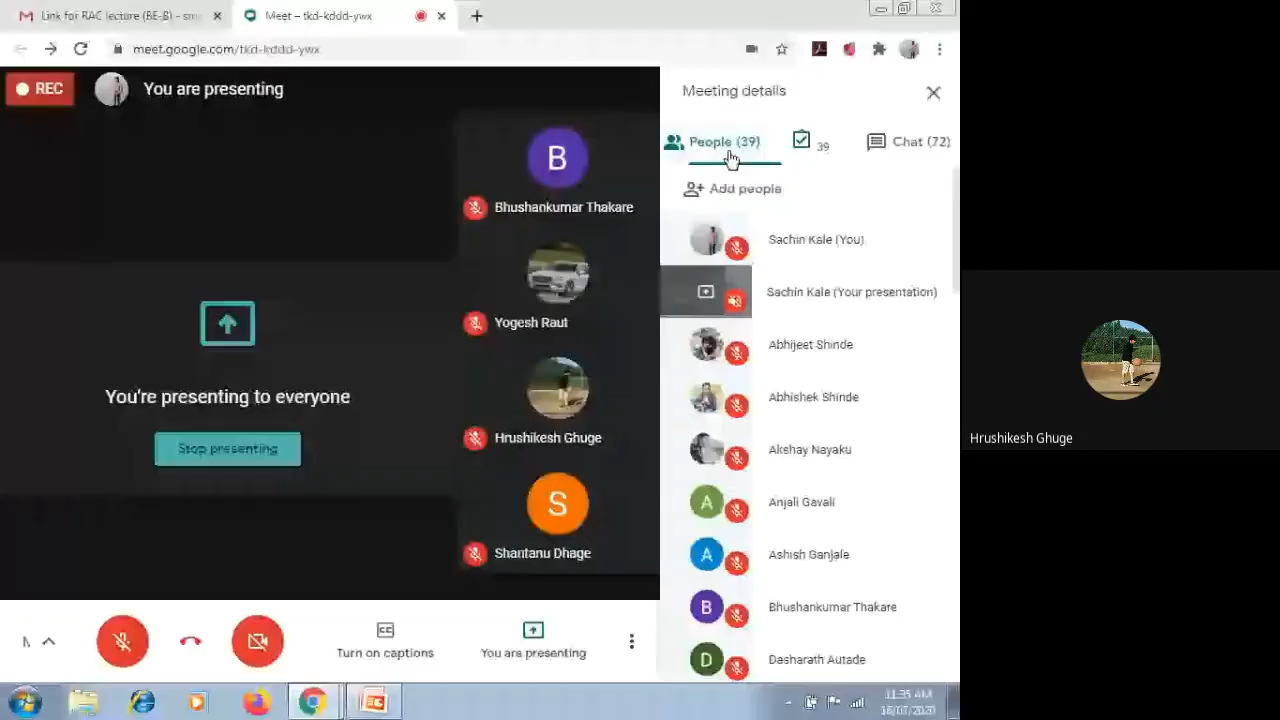 Link for RAC lecture (BE-B) - sm
Meet – tkd-kddd-ywx
meet.google.com/tkd-kddd-ywx
REC
You are presenting
B
Bhushankumar Thakare
Yogesh Raut
Hrushikesh Ghuge
S
Shantanu Dhage
You're presenting to everyone
Stop presenting
Turn on captions
You are presenting
Meeting details
People (39)
39
Chat (72)
Add people
Sachin Kale (You)
Sachin Kale (Your presentation)
Abhijeet Shinde
Abhishek Shinde
Akshay Nayaku
A
Anjali Gavali
A
Ashish Ganjale
B
Bhushankumar Thakare
D
Dasharath Autade
11:35 AM
16/07/2020
Hrushikesh Ghuge